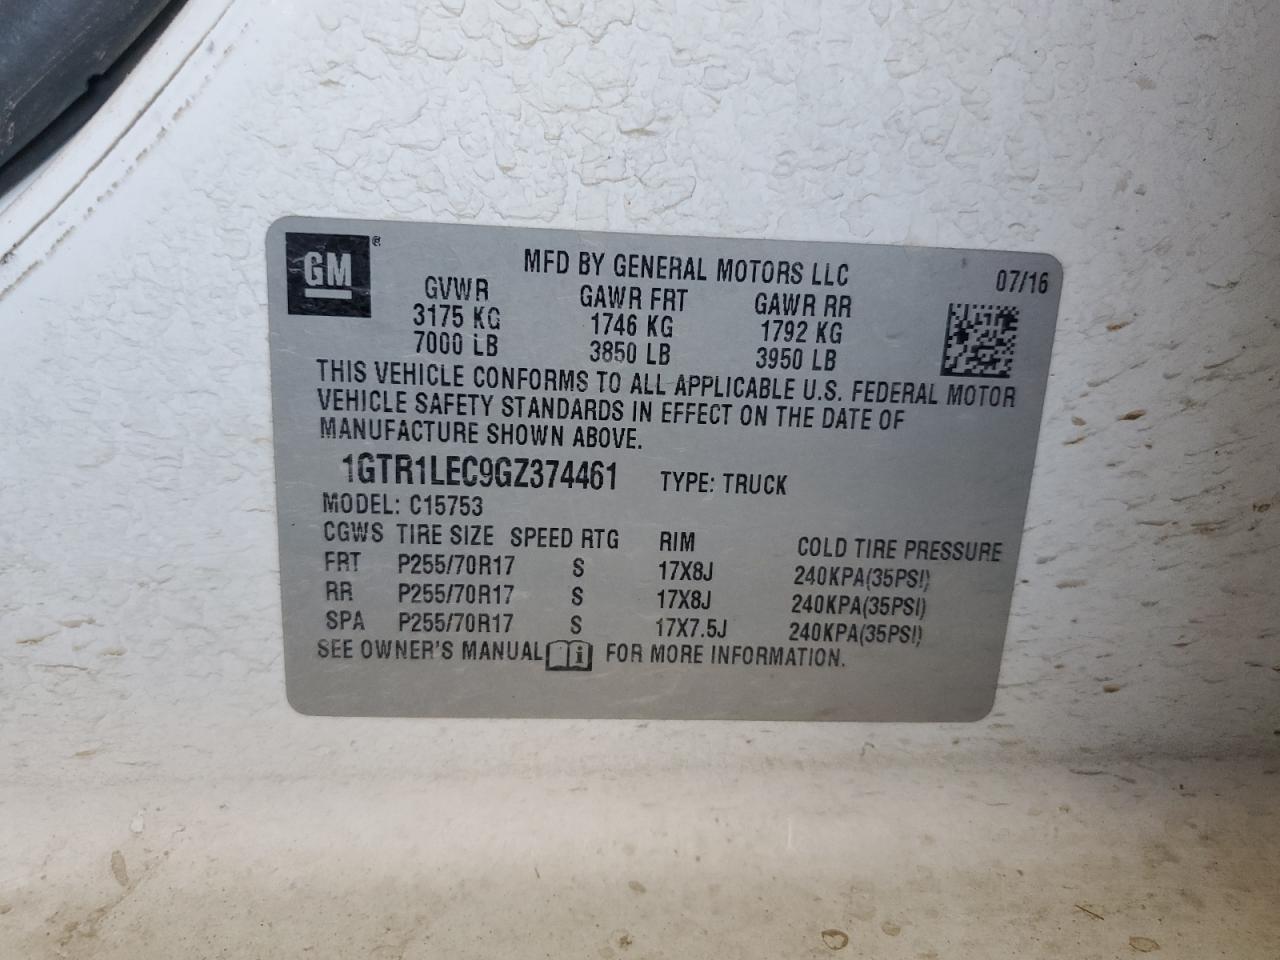 GM®
MFD BY GENERAL MOTORS LLC 07/16
GVWR GAWR FRT GAWR RR
3175 KG 1746 KG 1792 KG
7000 LB 3850 LB 3950 LB
THIS VEHICLE CONFORMS TO ALL APPLICABLE U.S. FEDERAL MOTOR
VEHICLE SAFETY STANDARDS IN EFFECT ON THE DATE OF
MANUFACTURE SHOWN ABOVE.
1GTR1LEC9GZ374461 TYPE: TRUCK
MODEL: C15753
CGWS TIRE SIZE SPEED RTG RIM COLD TIRE PRESSURE
FRT P255/70R17 S 17X8J 240KPA(35PSI)
RR P255/70R17 S 17X8J 240KPA(35PSI)
SPA P255/70R17 S 17X7.5J 240KPA(35PSI)
SEE OWNER'S MANUAL i FOR MORE INFORMATION.